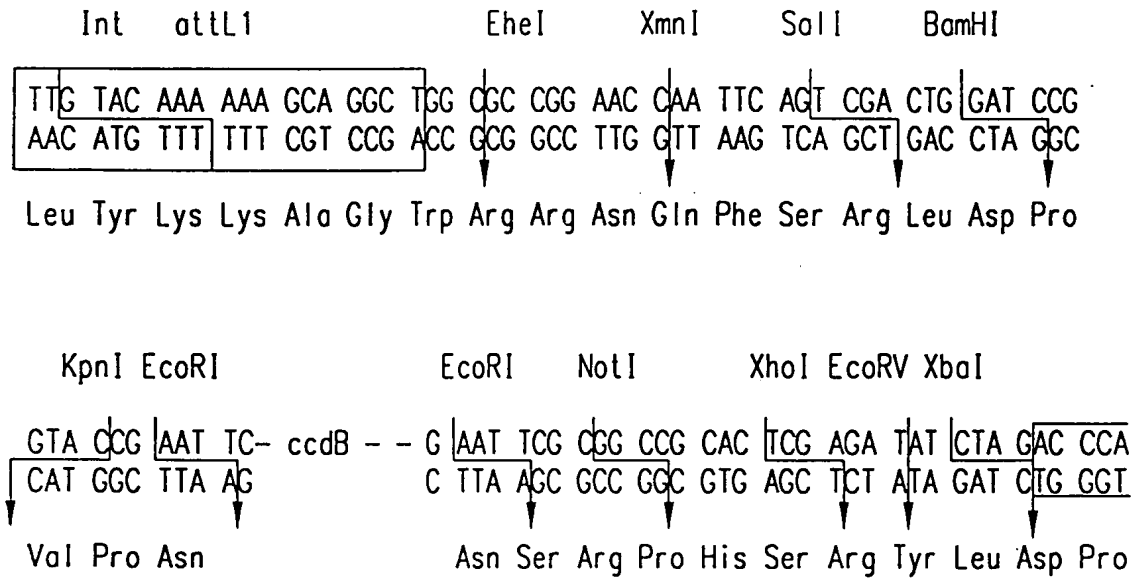 Int attL1 EheI XmnI SalI BamHI
TTG TAC AAA AAA GCA GGC TGG CGC CGG AAC CAA TTC AGT CGA CTG GAT CCG
AAC ATG TTT TTT CGT CCG ACC GCG GCC TTG GTT AAG TCA GCT GAC CTA GGC
Leu Tyr Lys Lys Ala Gly Trp Arg Arg Asn Gln Phe Ser Arg Leu Asp Pro
KpnI EcoRI EcoRI NotI XhoI EcoRV XbaI
GTA CCG AAT TC- ccdB - - G AAT TCG CGG CCG CAC TCG AGA TAT CTAG ACC CA
CAT GGC TTA AG C TTA AGC GCC GGC GTG AGC TCT ATA GAT CTG GGT
Val Pro Asn Asn Ser Arg Pro His Ser Arg Tyr Leu Asp Pro